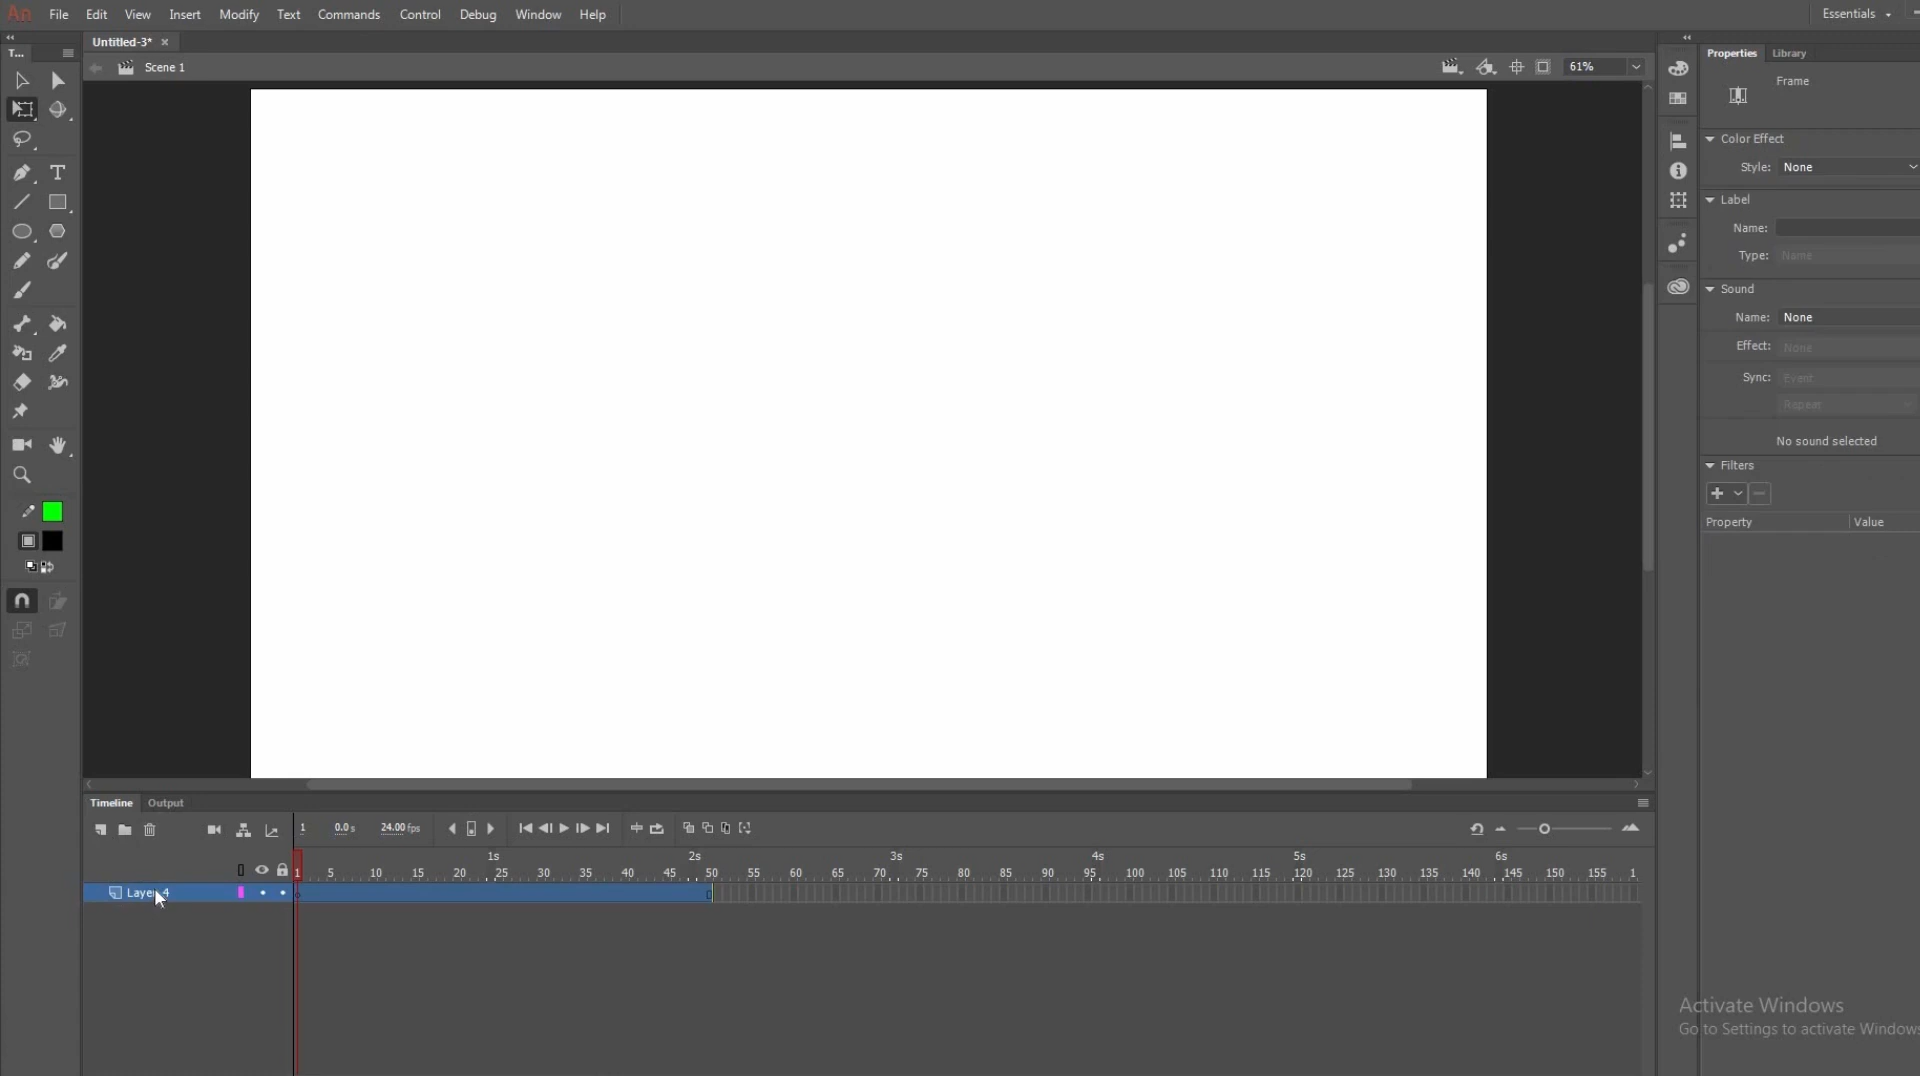 An File Edit View Insert Modify Text Commands Control Debug Window Help Essentials
T... Untitled-3* × Properties Library
Scene 1 61%
Frame
Color Effect
Style: None
Label
Name:
Type: Name
Sound
Name: None
Effect: None
Sync: Event
Repeat
No sound selected
Filters
Property Value
Timeline Output
1 0.0 s 24.00 fps
1s 2s 3s 4s 5s 6s
1 5 10 15 20 25 30 35 40 45 50 55 60 65 70 75 80 85 90 95 100 105 110 115 120 125 130 135 140 145 150 155 1
Layer 4
Activate Windows
Go to Settings to activate Windows